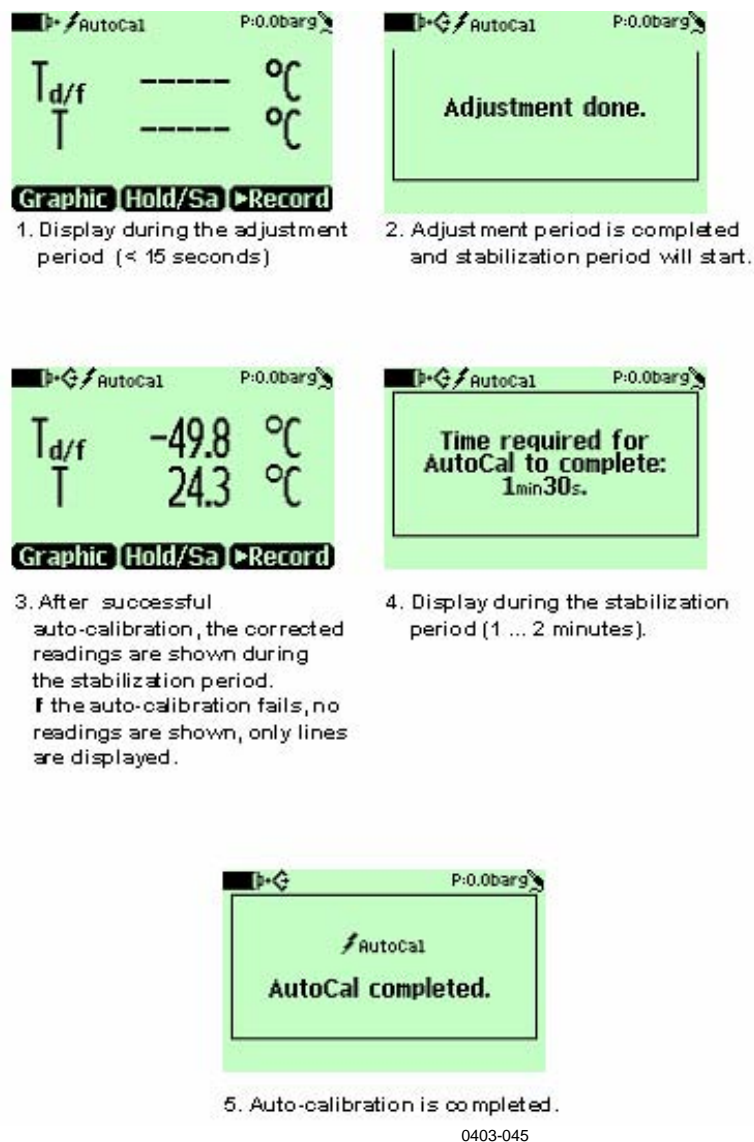 AutoCal P:0.0barg
Td/f ----- °C
T ----- °C
Graphic Hold/Sa ▶Record
1. Display during the adjustment
period (< 15 seconds)
AutoCal P:0.0barg
Adjustment done.
2. Adjustment period is completed
and stabilization period will start.
AutoCal P:0.0barg
Td/f -49.8 °C
T 24.3 °C
Graphic Hold/Sa ▶Record
3. After successful
auto-calibration, the corrected
readings are shown during
the stabilization period.
If the auto-calibration fails, no
readings are shown, only lines
are displayed.
AutoCal P:0.0barg
Time required for
AutoCal to complete:
1min30s.
4. Display during the stabilization
period (1 ... 2 minutes).
P:0.0barg
AutoCal
AutoCal completed.
5. Auto-calibration is completed.
0403-045